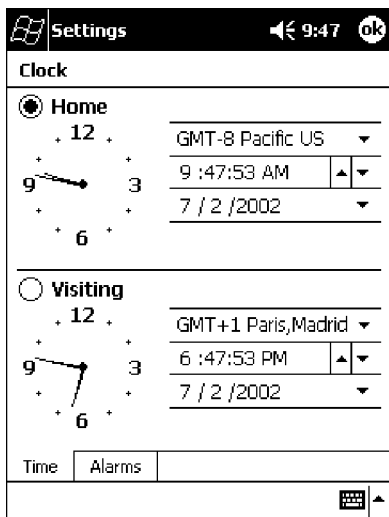 Settings 9:47 ok
Clock
Home
12
9
3
6
GMT-8 Pacific US
9 :47:53 AM
7 / 2 /2002
Visiting
12
9
3
6
GMT+1 Paris,Madrid
6 :47:53 PM
7 / 2 /2002
Time Alarms